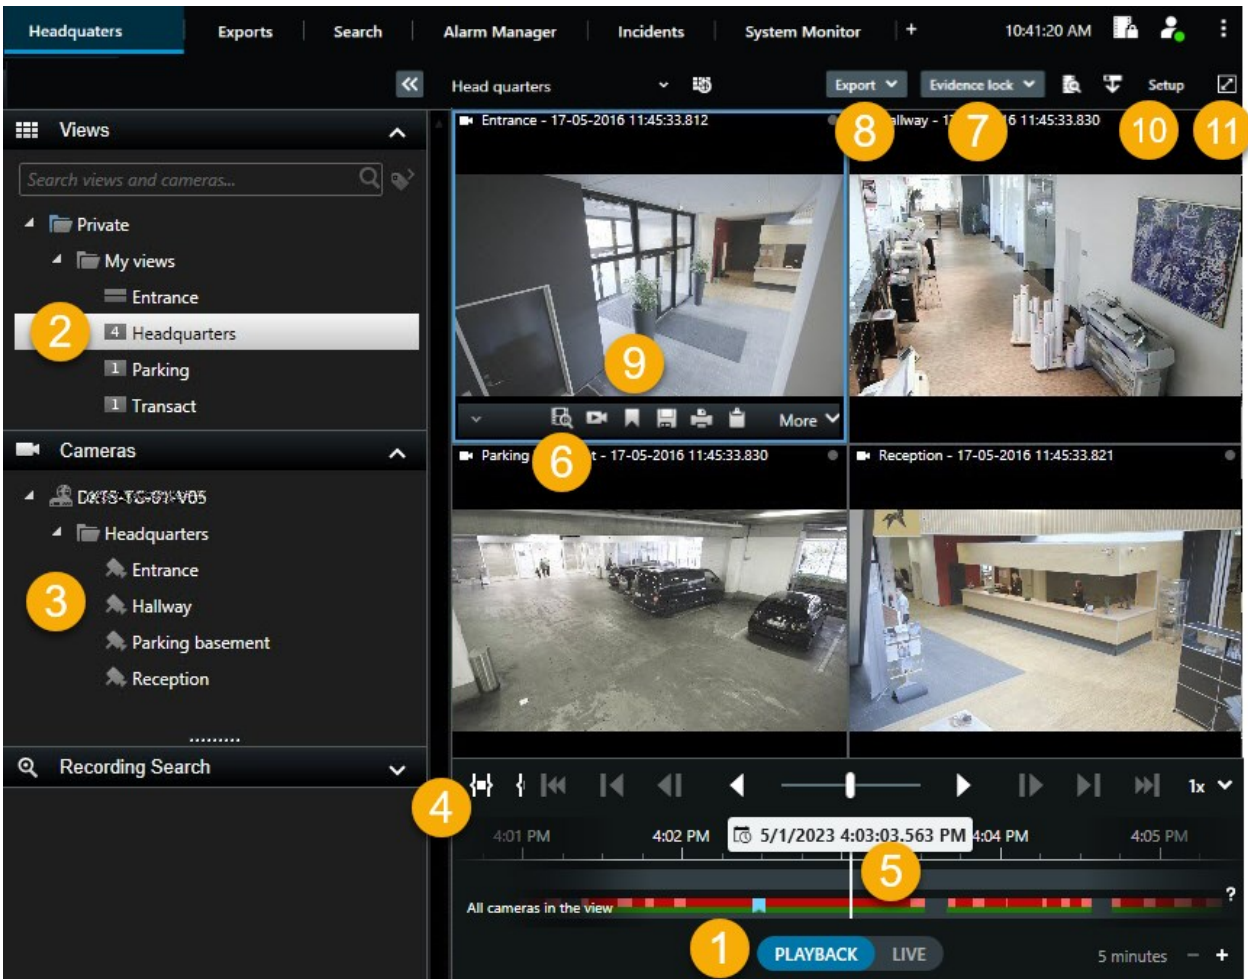 Headquaters Exports Search Alarm Manager Incidents System Monitor + 10:41:20 AM
Head quarters Export Evidence lock Setup
8 7 10 11
Views
Entrance - 17-05-2016 11:45:33.812
allway - 17- 6 11:45:33.830
Search views and cameras...
Private
My views
Entrance
2
4 Headquarters
1 Parking
1 Transact
9
More
Cameras
6
Parking t - 17-05-2016 11:45:33.830
Reception - 17-05-2016 11:45:33.821
Headquarters
Entrance
3
Hallway
Parking basement
Reception
Recording Search
4
1x
4:01 PM 4:02 PM 5/1/2023 4:03:03.563 PM 4:04 PM 4:05 PM
5
All cameras in the view ?
1
PLAYBACK LIVE 5 minutes − +